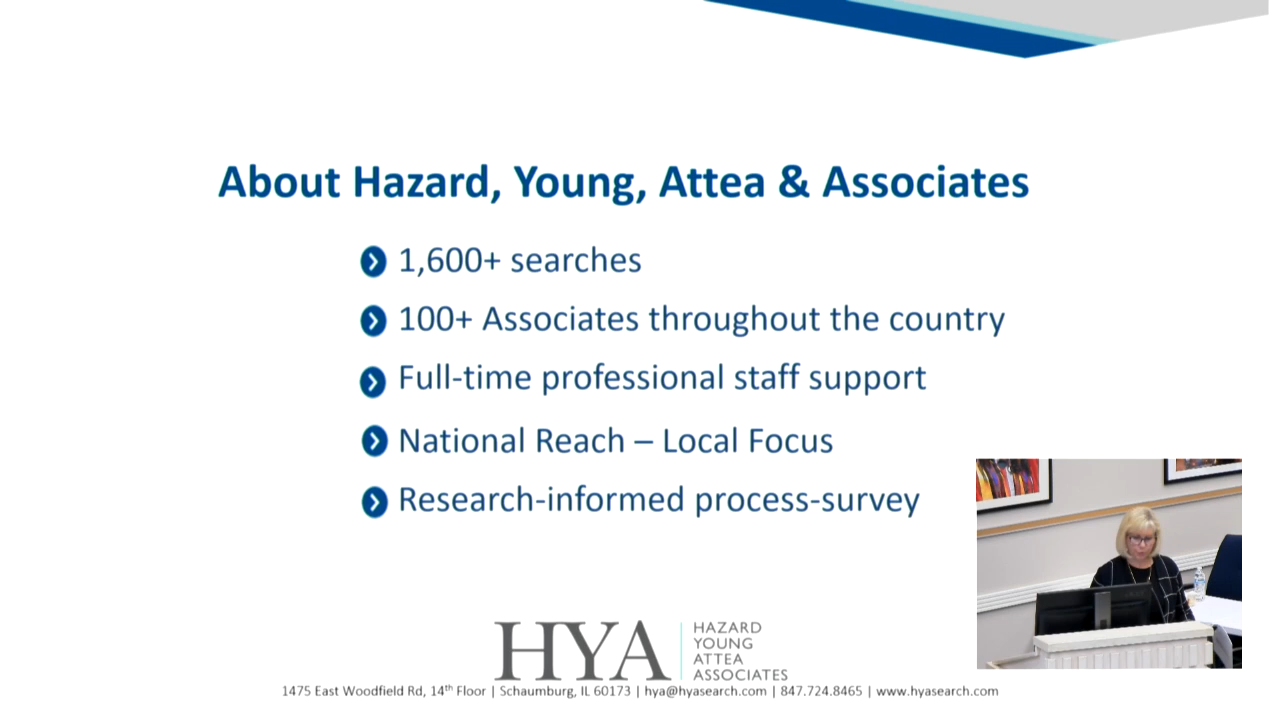 About Hazard, Young, Attea & Associates
1,600+ searches
100+ Associates throughout the country
Full-time professional staff support
National Reach – Local Focus
Research-informed process-survey
HYA
HAZARD
YOUNG
ATTEA
ASSOCIATES
1475 East Woodfield Rd, 14th Floor | Schaumburg, IL 60173 | hya@hyasearch.com | 847.724.8465 | www.hyasearch.com